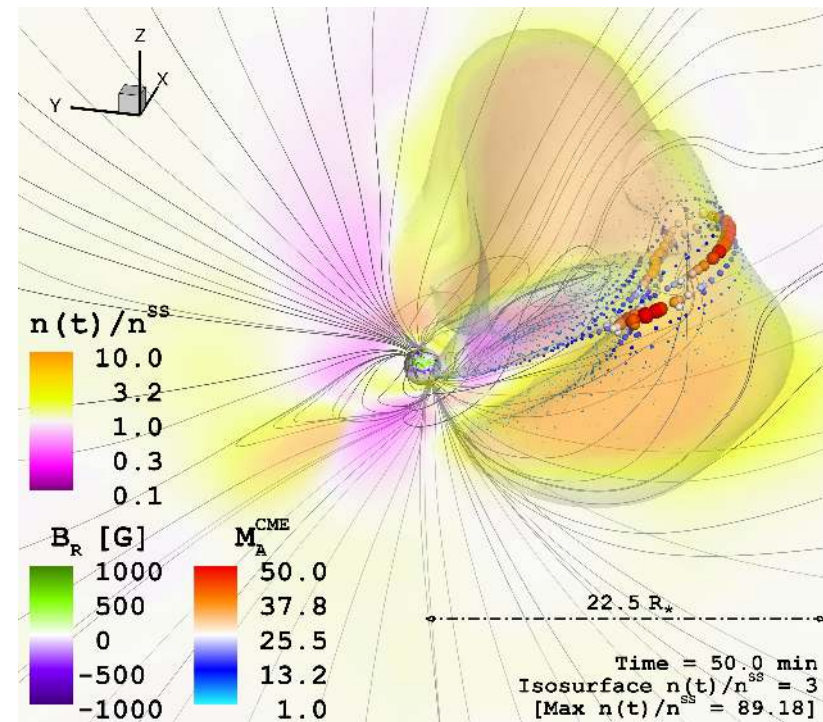 Z
X
Y
n(t)/n^SS
10.0
3.2
1.0
0.3
0.1
B_R [G]
1000
500
0
-500
-1000
M_A^CME
50.0
37.8
25.5
13.2
1.0
22.5 R_*
Time = 50.0 min
Isosurface n(t)/n^SS = 3
[Max n(t)/n^SS = 89.18]